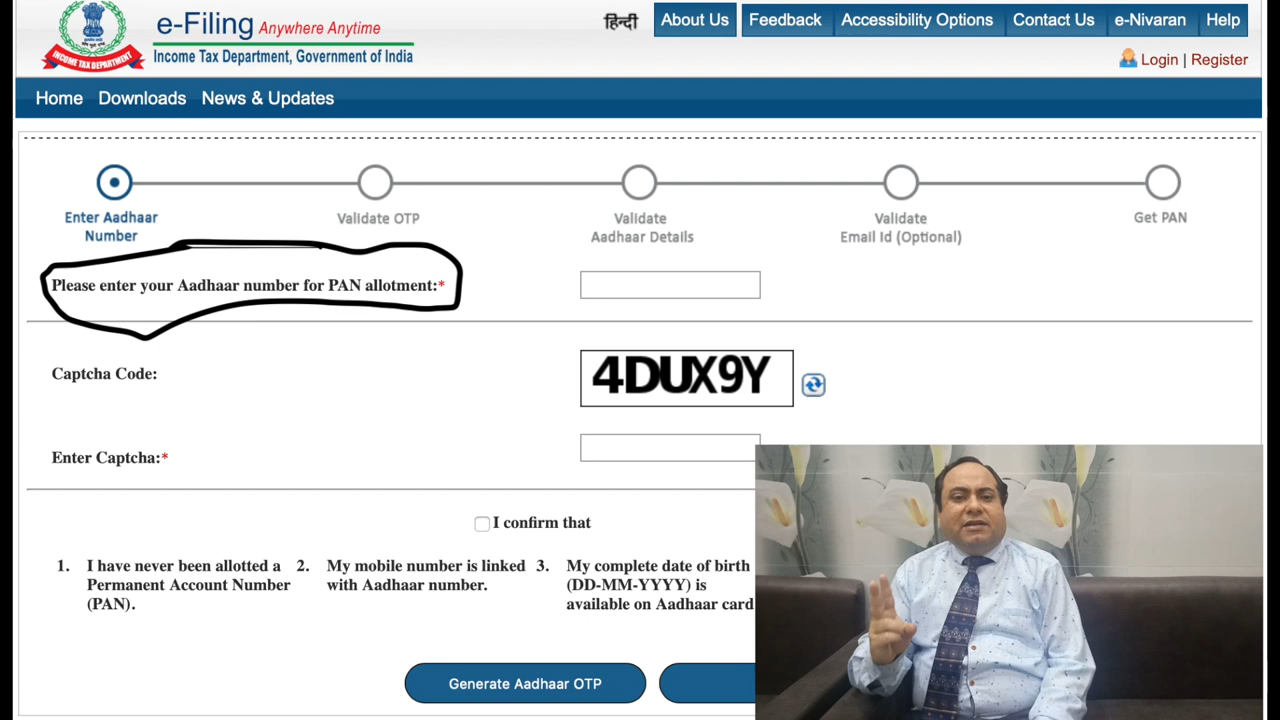 e-Filing Anywhere Anytime
Income Tax Department, Government of India
INCOME TAX DEPARTMENT
हिन्दी About Us Feedback Accessibility Options Contact Us e-Nivaran Help
Login | Register
Home Downloads News & Updates
Enter Aadhaar Number
Validate OTP
Validate Aadhaar Details
Validate Email Id (Optional)
Get PAN
Please enter your Aadhaar number for PAN allotment:*
Captcha Code:
4DUX9Y
Enter Captcha:*
I confirm that
1. I have never been allotted a
Permanent Account Number
(PAN).
2. My mobile number is linked
with Aadhaar number.
3. My complete date of birth
(DD-MM-YYYY) is
available on Aadhaar card
Generate Aadhaar OTP